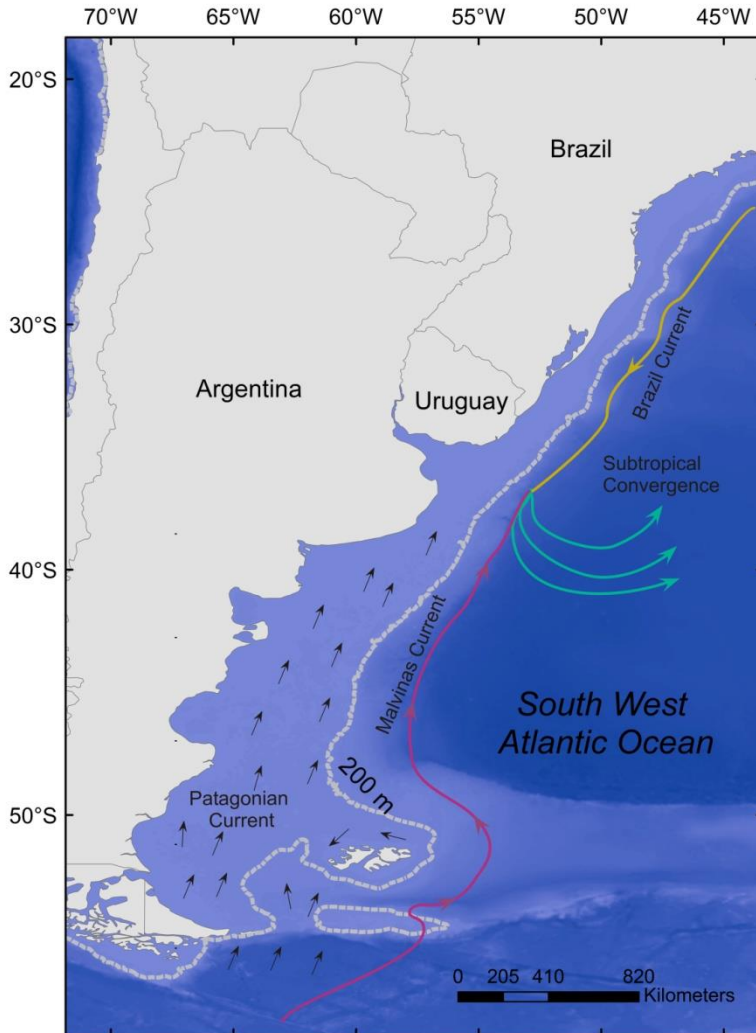 70°W 65°W 60°W 55°W 50°W 45°W
20°S
Brazil
30°S
Argentina
Uruguay
Brazil Current
Subtropical
Convergence
40°S
Malvinas Current
South West
Atlantic Ocean
200 m
Patagonian
Current
50°S
0 205 410 820
Kilometers